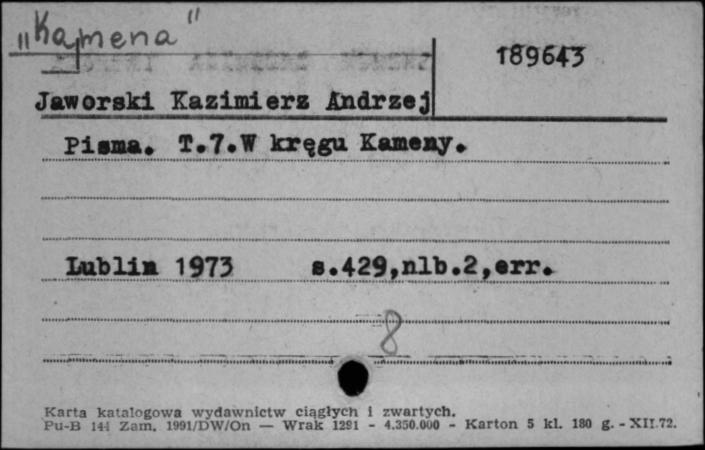 „Kamena"
189643
Jaworski Kazimierz Andrzej
Pisma. T.7.W kręgu Kameny.
Lublin 1973 s.429,nlb.2,err.
8
Karta katalogowa wydawnictw ciągłych i zwartych.
Pu-B 144 Zam. 1991/DW/On — Wrak 1291 - 4.350.000 - Karton 5 kl. 180 g. - XII.72.